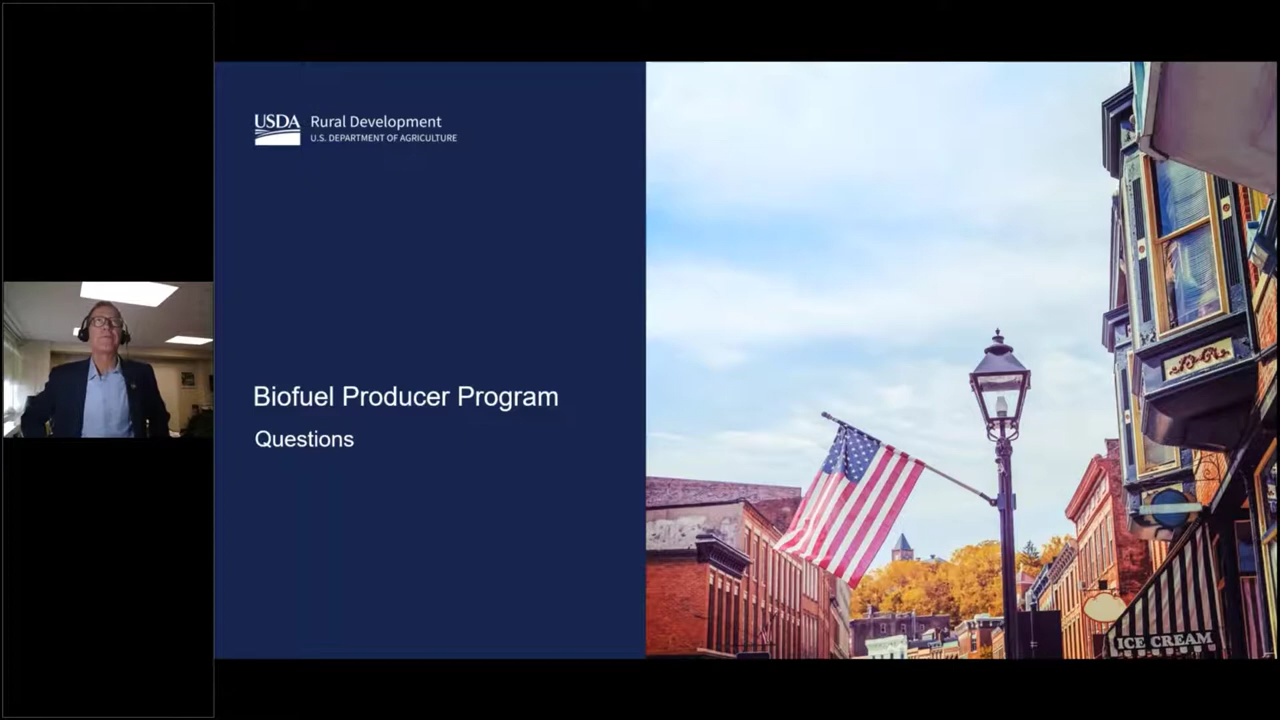 USDA Rural Development
U.S. DEPARTMENT OF AGRICULTURE
Biofuel Producer Program
Questions
ICE CREAM